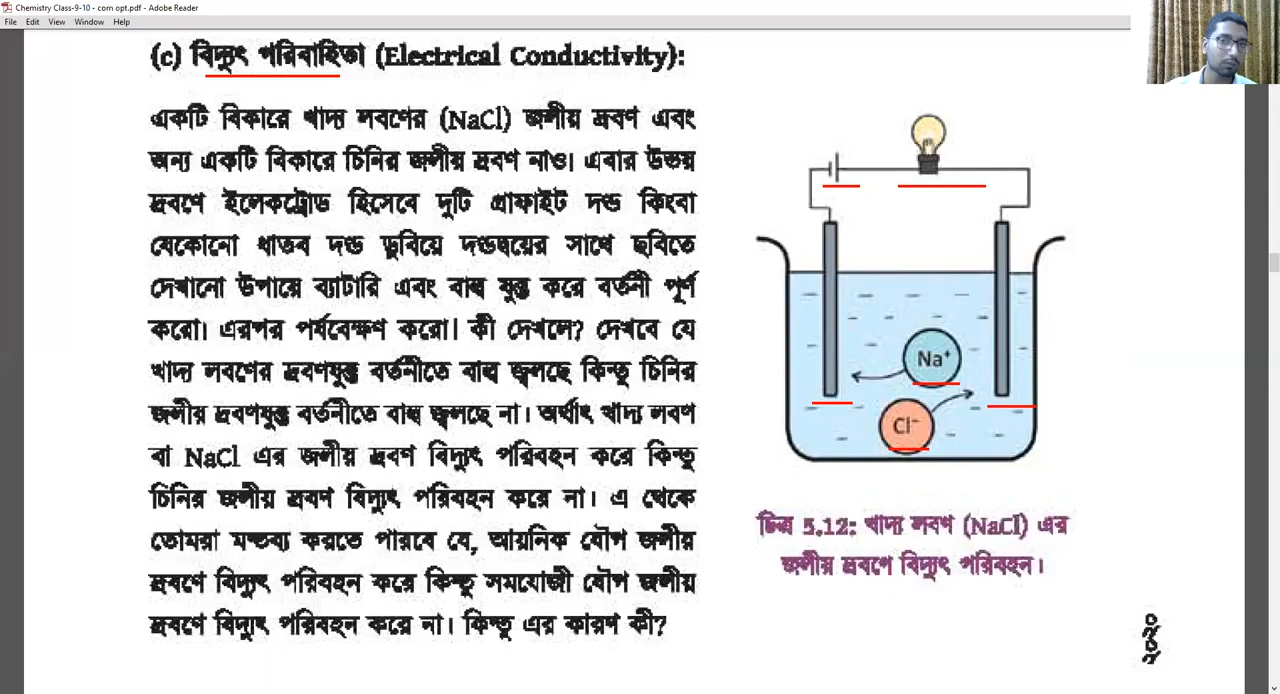 Chemistry Class-9-10 - com opt.pdf - Adobe Reader
File Edit View Window Help
(c) বিদ্যুৎ পরিবাহিতা (Electrical Conductivity):
একটি বিকারে খাদ্য লবণের (NaCl) জলীয় দ্রবণ এবং
অন্য একটি বিকারে চিনির জলীয় দ্রবণ নাও। এবার উভয়
দ্রবণে ইলেকট্রোড হিসেবে দুটি গ্রাফাইট দন্ড কিংবা
যেকোনো ধাতব দন্ড ডুবিয়ে দন্ডদ্বয়ের সাথে ছবিতে
দেখানো উপায়ে ব্যাটারি এবং বাল্ব যুক্ত করে বর্তনী পূর্ণ
করো। এরপর পর্যবেক্ষণ করো। কী দেখলে? দেখবে যে
খাদ্য লবণের দ্রবণযুক্ত বর্তনীতে বাল্ব জ্বলছে কিন্তু চিনির
জলীয় দ্রবণযুক্ত বর্তনীতে বাল্ব জ্বলছে না। অর্থাৎ খাদ্য লবণ
বা NaCl এর জলীয় দ্রবণ বিদ্যুৎ পরিবহন করে কিন্তু
চিনির জলীয় দ্রবণ বিদ্যুৎ পরিবহন করে না। এ থেকে
তোমরা মন্তব্য করতে পারবে যে, আয়নিক যৌগ জলীয়
দ্রবণে বিদ্যুৎ পরিবহন করে কিন্তু সমযোজী যৌগ জলীয়
দ্রবণে বিদ্যুৎ পরিবহন করে না। কিন্তু এর কারণ কী?
Na⁺
Cl⁻
চিত্র 5.12: খাদ্য লবণ (NaCl) এর
জলীয় দ্রবণে বিদ্যুৎ পরিবহন।
২০২০